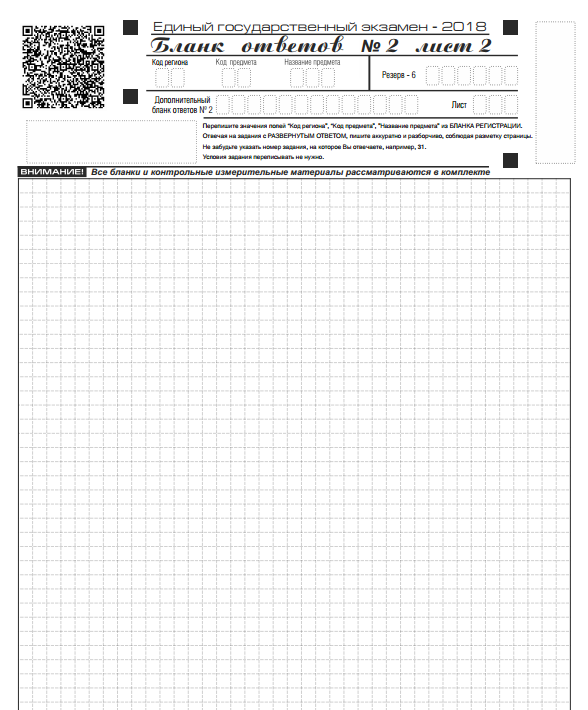 Единый государственный экзамен - 2018
Бланк ответов № 2 лист 2
Код региона Код предмета Название предмета
Резерв - 6
Дополнительный
бланк ответов № 2
Лист
Перепишите значения полей "Код региона", "Код предмета", "Название предмета" из БЛАНКА РЕГИСТРАЦИИ.
Отвечая на задания с РАЗВЕРНУТЫМ ОТВЕТОМ, пишите аккуратно и разборчиво, соблюдая разметку страницы.
Не забудьте указать номер задания, на которое Вы отвечаете, например, 31.
Условия задания переписывать не нужно.
ВНИМАНИЕ! Все бланки и контрольные измерительные материалы рассматриваются в комплекте